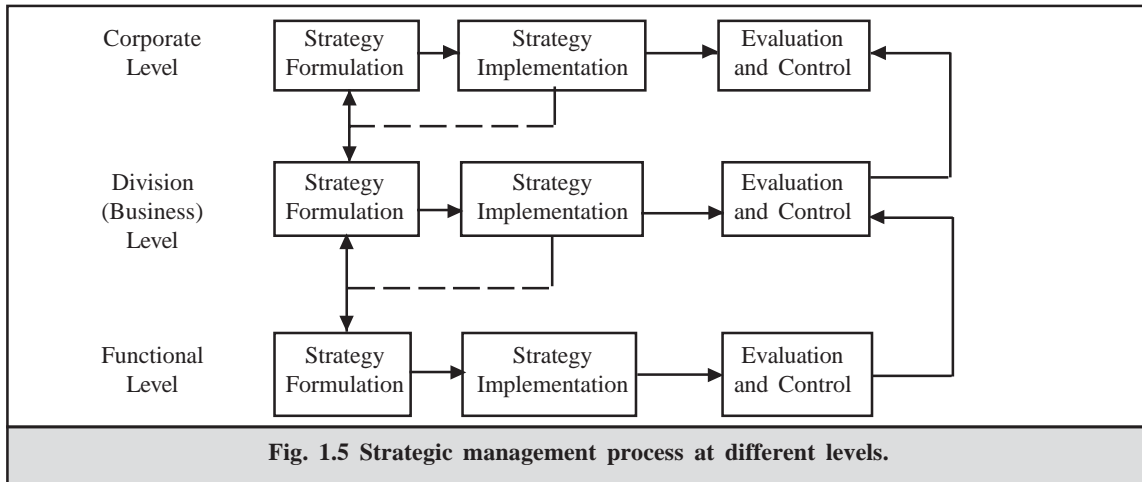 Corporate
Level
Strategy
Formulation
Strategy
Implementation
Evaluation
and Control
Division
(Business)
Level
Strategy
Formulation
Strategy
Implementation
Evaluation
and Control
Functional
Level
Strategy
Formulation
Strategy
Implementation
Evaluation
and Control
Fig. 1.5 Strategic management process at different levels.